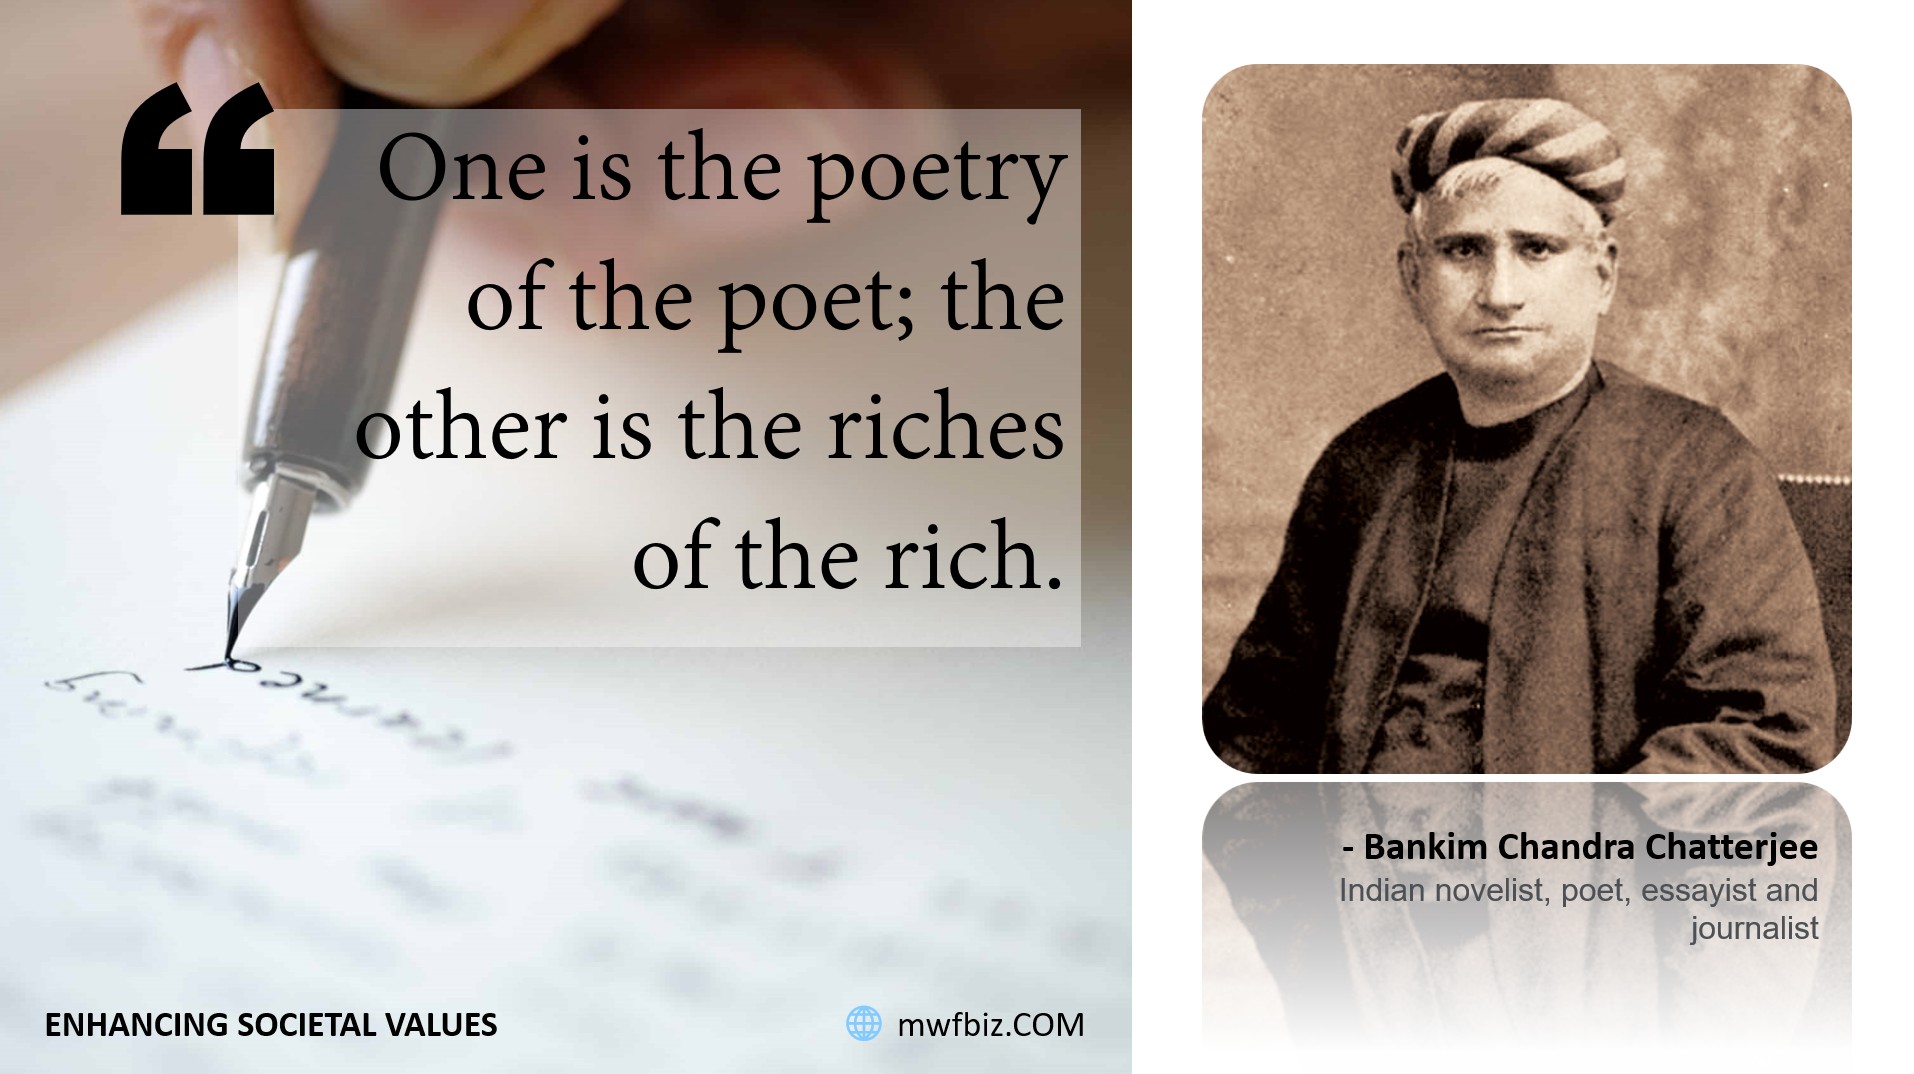 One is the poetry
of the poet; the
other is the riches
of the rich.
- Bankim Chandra Chatterjee
Indian novelist, poet, essayist and
journalist
ENHANCING SOCIETAL VALUES
mwfbiz.COM